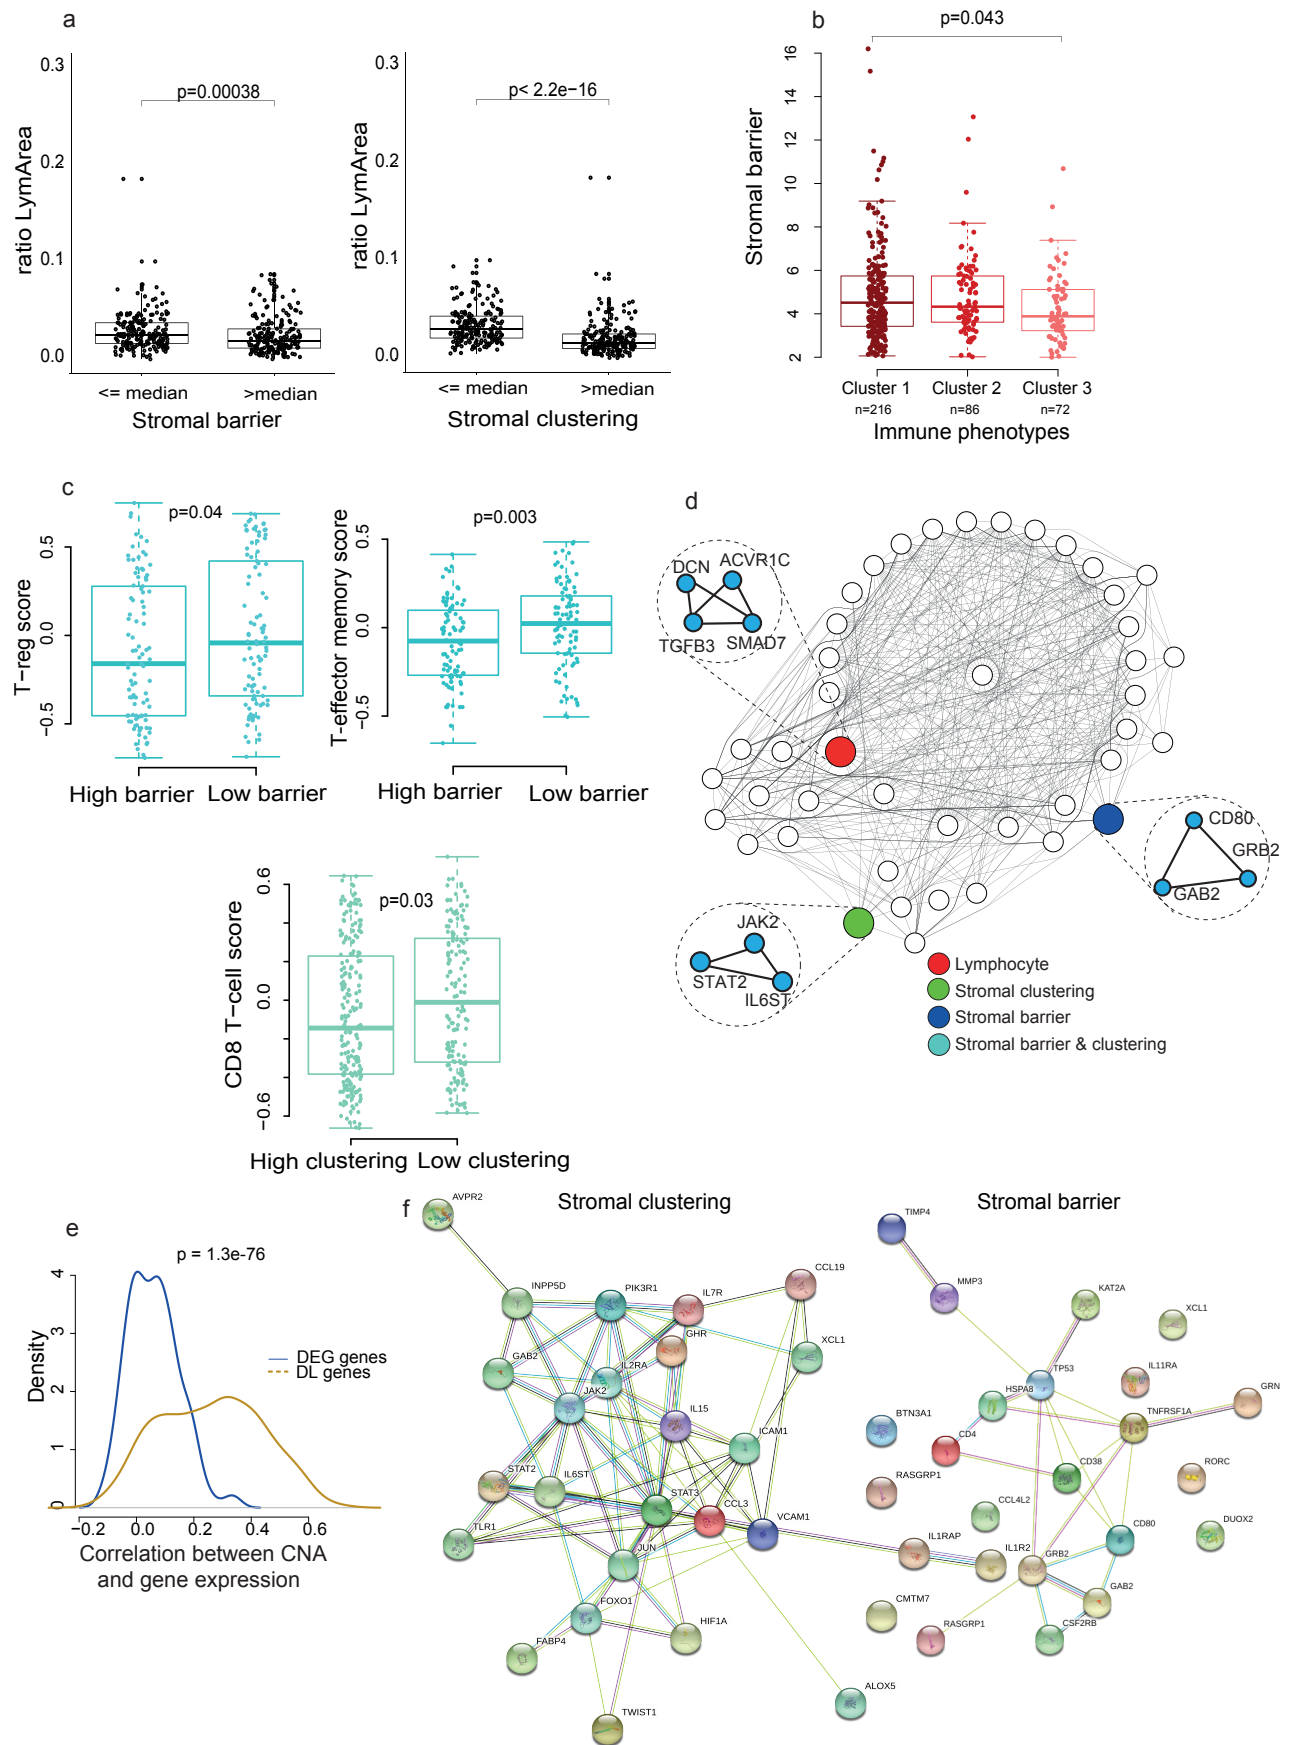 a
0.3
0.2
0.1
0.0
ratio LymArea
p=0.00038
<= median
>median
Stromal barrier
0.3
0.2
0.1
0.0
ratio LymArea
p< 2.2e−16
<= median
>median
Stromal clustering
b
p=0.043
16
14
12
10
8
6
4
2
Stromal barrier
Cluster 1
Cluster 2
Cluster 3
n=216
n=86
n=72
Immune phenotypes
c
T−reg score
0.5
0.0
−0.5
p=0.04
High barrier
Low barrier
T-effector memory score
0.5
0.0
−0.5
p=0.003
High barrier
Low barrier
CD8 T-cell score
0.6
0.0
−0.6
p=0.03
High clustering
Low clustering
d
DCN
ACVR1C
TGFB3
SMAD7
CD80
GRB2
GAB2
JAK2
STAT2
IL6ST
Lymphocyte
Stromal clustering
Stromal barrier
Stromal barrier & clustering
e
p = 1.3e-76
Density
4
3
2
1
0
DEG genes
DL genes
−0.2
0.0
0.2
0.4
0.6
Correlation between CNA
and gene expression
f
Stromal clustering
AVPR2
INPP5D
PIK3R1
IL7R
CCL19
GHR
XCL1
GAB2
IL2RA
JAK2
IL15
ICAM1
STAT2
IL6ST
STAT3
CCL3
VCAM1
TLR1
JUN
FOXO1
HIF1A
FABP4
TWIST1
ALOX5
Stromal barrier
TIMP4
MMP3
KAT2A
XCL1
TP53
IL11RA
HSPA8
TNFRSF1A
GRN
BTN3A1
CD4
CD38
RORC
RASGRP1
CCL4L2
CD80
DUOX2
IL1RAP
IL1R2
GRB2
GAB2
CMTM7
RASGRP1
CSF2RB